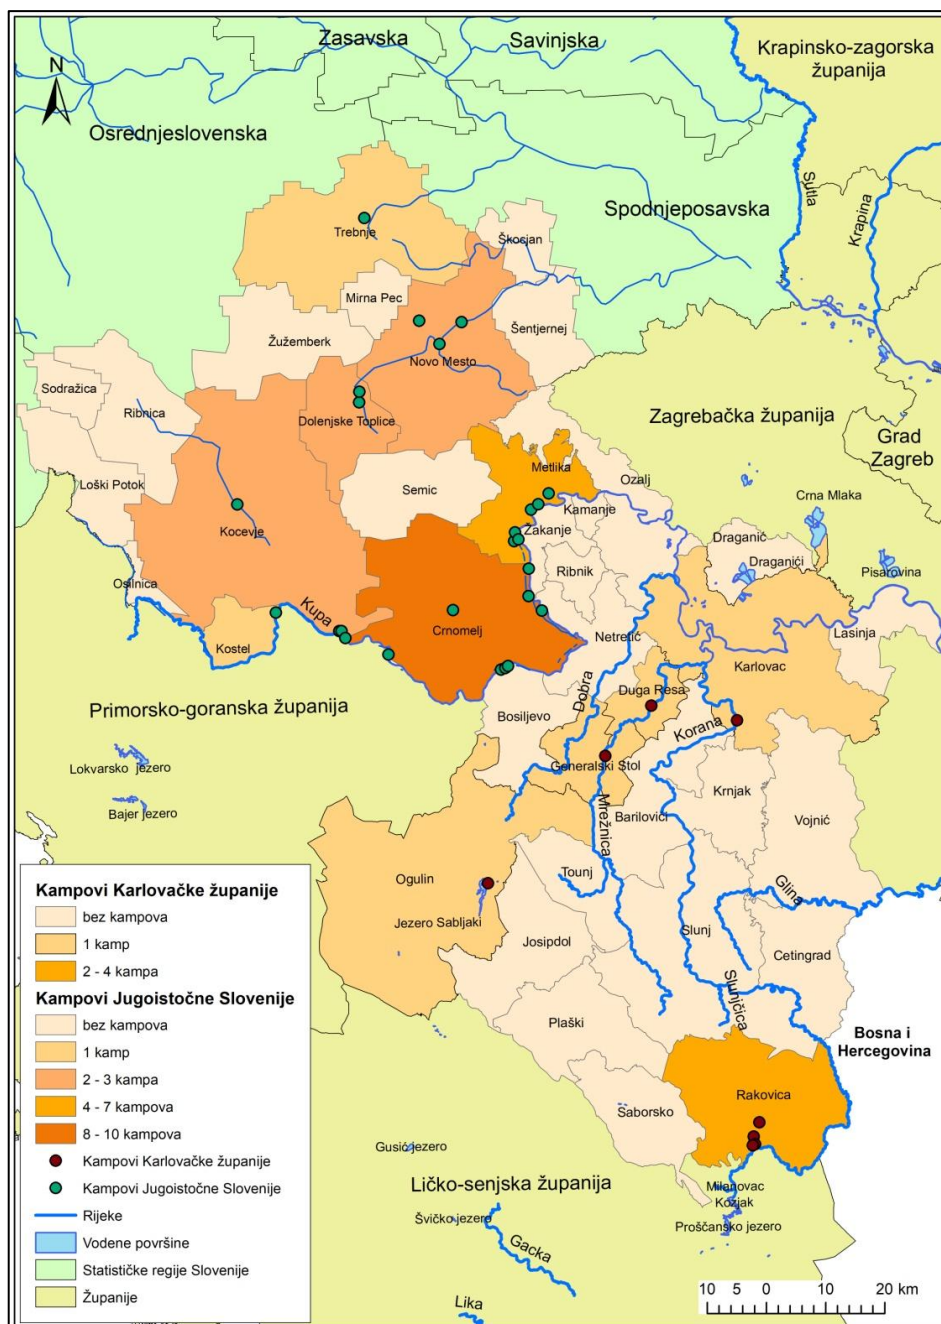 Zasavska
Savinjska
Krapinsko-zagorska
županija
N
Osrednjeslovenska
Sutla
Krapina
Spodnjeposavska
Trebnje
Škocjan
Mirna Pec
Žužemberk
Šentjernej
Novo Mesto
Sodražica
Ribnica
Dolenjske Toplice
Zagrebačka županija
Grad
Zagreb
Loški Potok
Semic
Metlika
Ozalj
Kamanje
Crna Mlaka
Kocevje
Žakanje
Draganić
Draganići
Ribnik
Pisarovina
Osilnica
Kupa
Crnomelj
Netretić
Lasinja
Kostel
Karlovac
Primorsko-goranska županija
Dobra
Duga Resa
Bosiljevo
Korana
Lokvarsko jezero
Generalski Stol
Krnjak
Bajer jezero
Mrežnica
Barilovići
Vojnić
Ogulin
Tounj
Glina
Jezero Sabljaki
Josipdol
Slunj
Cetingrad
Slunjčica
Plaški
Bosna i
Hercegovina
Rakovica
Saborsko
Gusić jezero
Ličko-senjska županija
Milanovac
Kozjak
Švičko jezero
Prošćansko jezero
Gacka
Lika
Kampovi Karlovačke županije
bez kampova
1 kamp
2 - 4 kampa
Kampovi Jugoistočne Slovenije
bez kampova
1 kamp
2 - 3 kampa
4 - 7 kampova
8 - 10 kampova
Kampovi Karlovačke županije
Kampovi Jugoistočne Slovenije
Rijeke
Vodene površine
Statističke regije Slovenije
Županije
10 5 0 10 20 km